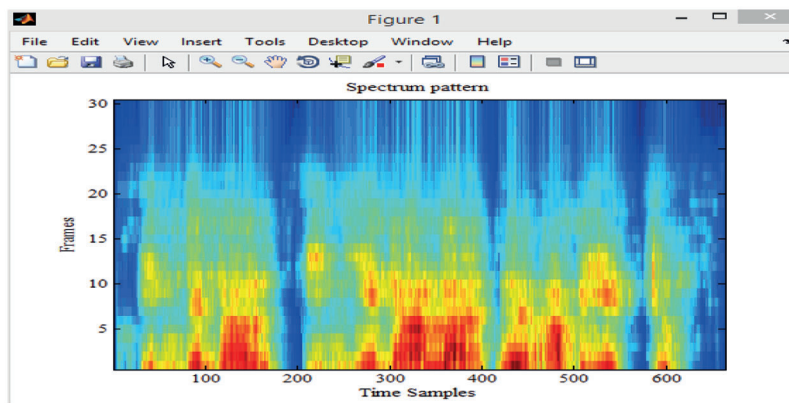 Figure 1
File Edit View Insert Tools Desktop Window Help
Spectrum pattern
30
25
20
15
10
5
Frames
100 200 300 400 500 600
Time Samples